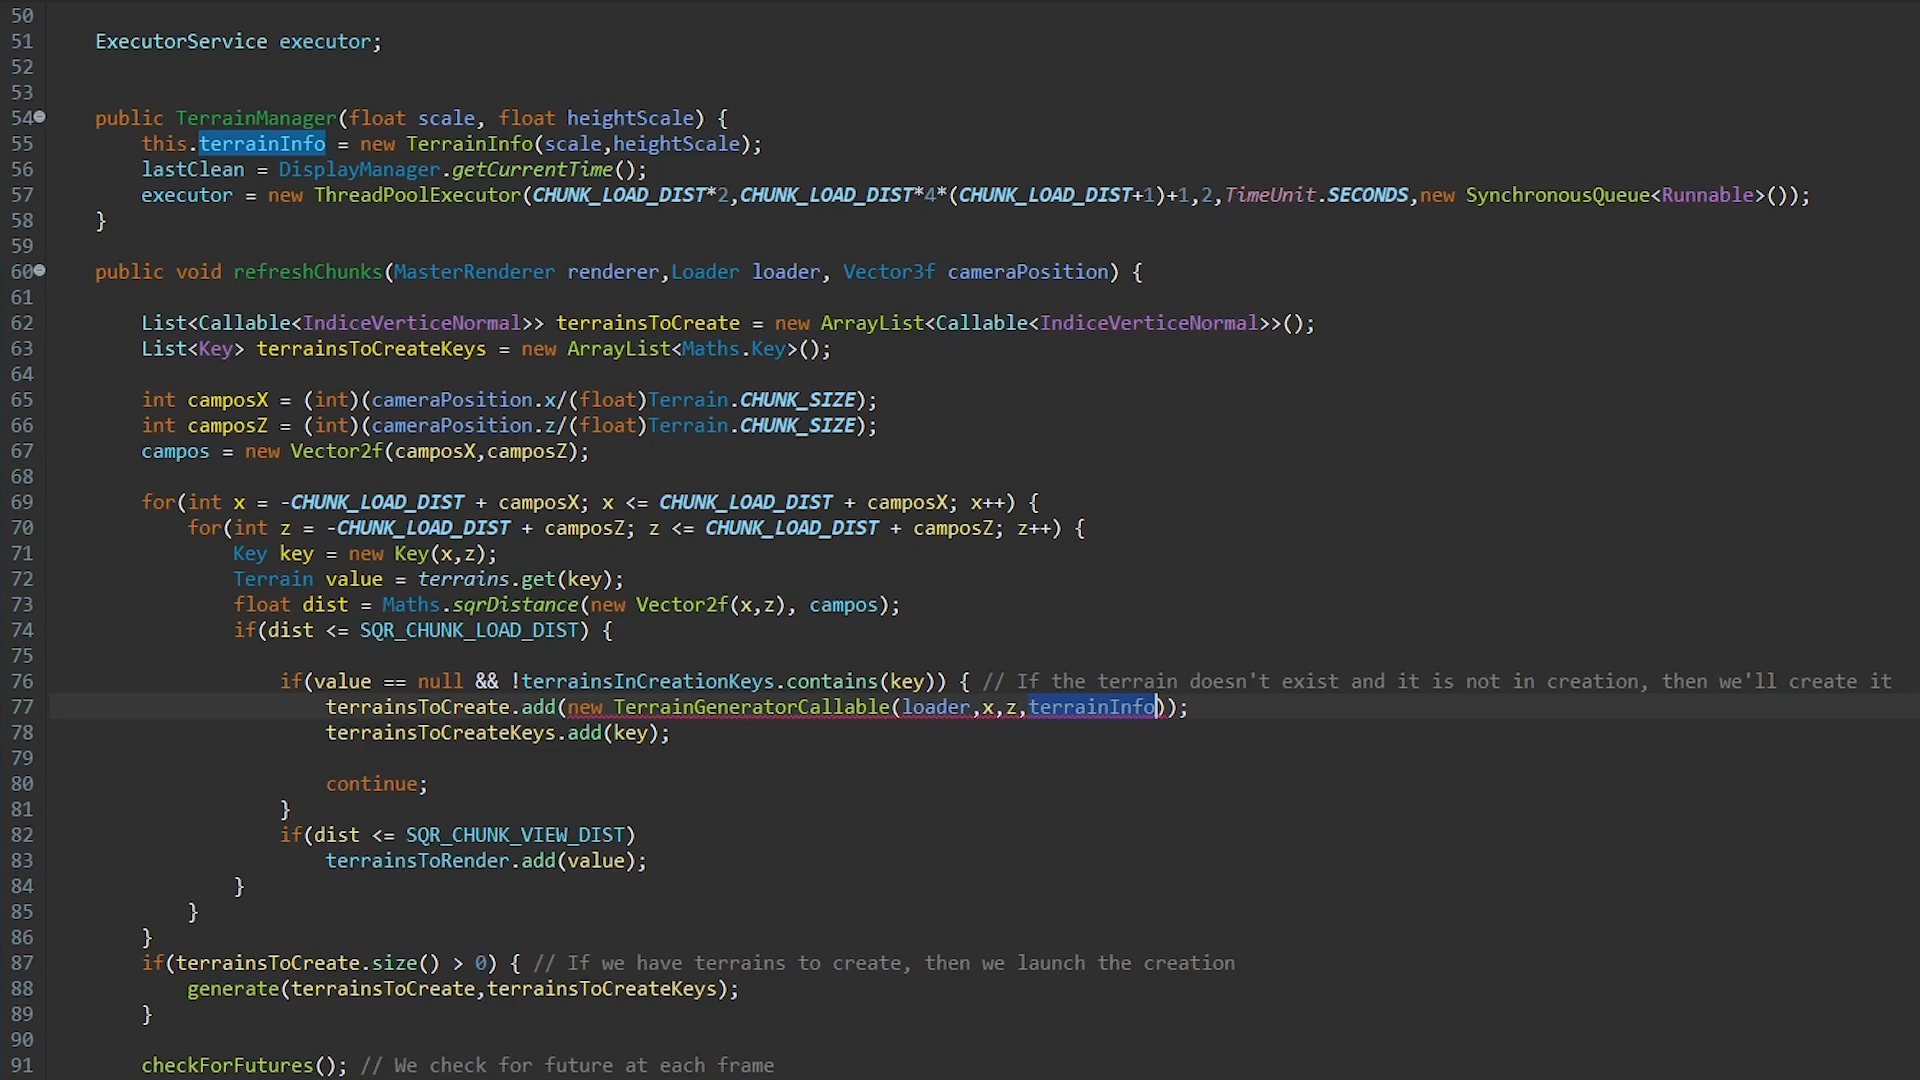 50
51 ExecutorService executor;
52
53
54 public TerrainManager(float scale, float heightScale) {
55 this.terrainInfo = new TerrainInfo(scale,heightScale);
56 lastClean = DisplayManager.getCurrentTime();
57 executor = new ThreadPoolExecutor(CHUNK_LOAD_DIST*2,CHUNK_LOAD_DIST*4*(CHUNK_LOAD_DIST+1)+1,2,TimeUnit.SECONDS,new SynchronousQueue<Runnable>());
58 }
59
60 public void refreshChunks(MasterRenderer renderer,Loader loader, Vector3f cameraPosition) {
61
62 List<Callable<IndiceVerticeNormal>> terrainsToCreate = new ArrayList<Callable<IndiceVerticeNormal>>();
63 List<Key> terrainsToCreateKeys = new ArrayList<Maths.Key>();
64
65 int camposX = (int)(cameraPosition.x/(float)Terrain.CHUNK_SIZE);
66 int camposZ = (int)(cameraPosition.z/(float)Terrain.CHUNK_SIZE);
67 campos = new Vector2f(camposX,camposZ);
68
69 for(int x = -CHUNK_LOAD_DIST + camposX; x <= CHUNK_LOAD_DIST + camposX; x++) {
70 for(int z = -CHUNK_LOAD_DIST + camposZ; z <= CHUNK_LOAD_DIST + camposZ; z++) {
71 Key key = new Key(x,z);
72 Terrain value = terrains.get(key);
73 float dist = Maths.sqrDistance(new Vector2f(x,z), campos);
74 if(dist <= SQR_CHUNK_LOAD_DIST) {
75
76 if(value == null && !terrainsInCreationKeys.contains(key)) { // If the terrain doesn't exist and it is not in creation, then we'll create it
77 terrainsToCreate.add(new TerrainGeneratorCallable(loader,x,z,terrainInfo));
78 terrainsToCreateKeys.add(key);
79
80 continue;
81 }
82 if(dist <= SQR_CHUNK_VIEW_DIST)
83 terrainsToRender.add(value);
84 }
85 }
86 }
87 if(terrainsToCreate.size() > 0) { // If we have terrains to create, then we launch the creation
88 generate(terrainsToCreate,terrainsToCreateKeys);
89 }
90
91 checkForFutures(); // We check for future at each frame